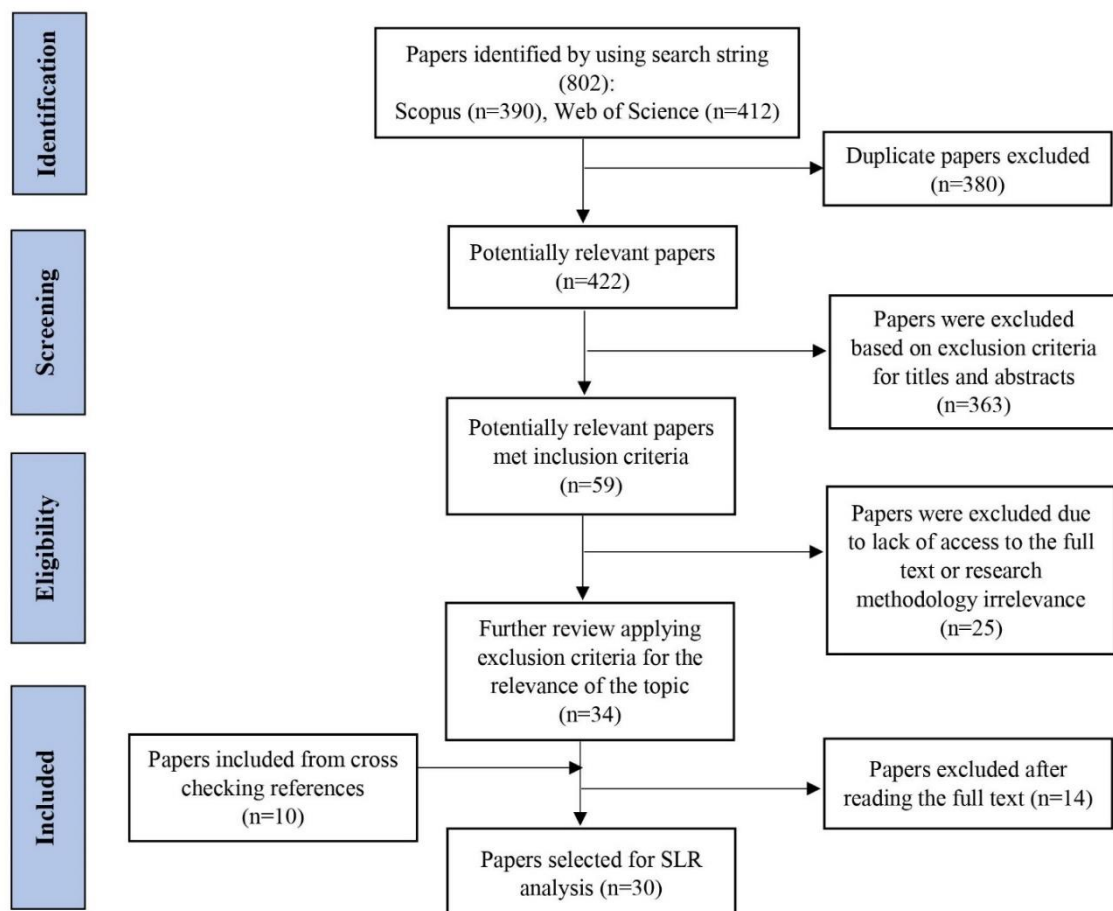 Identification
Papers identified by using search string
(802):
Scopus (n=390), Web of Science (n=412)
Duplicate papers excluded
(n=380)
Screening
Potentially relevant papers
(n=422)
Papers were excluded
based on exclusion criteria
for titles and abstracts
(n=363)
Eligibility
Potentially relevant papers
met inclusion criteria
(n=59)
Papers were excluded due
to lack of access to the full
text or research
methodology irrelevance
(n=25)
Further review applying
exclusion criteria for the
relevance of the topic
(n=34)
Included
Papers included from cross
checking references
(n=10)
Papers excluded after
reading the full text (n=14)
Papers selected for SLR
analysis (n=30)